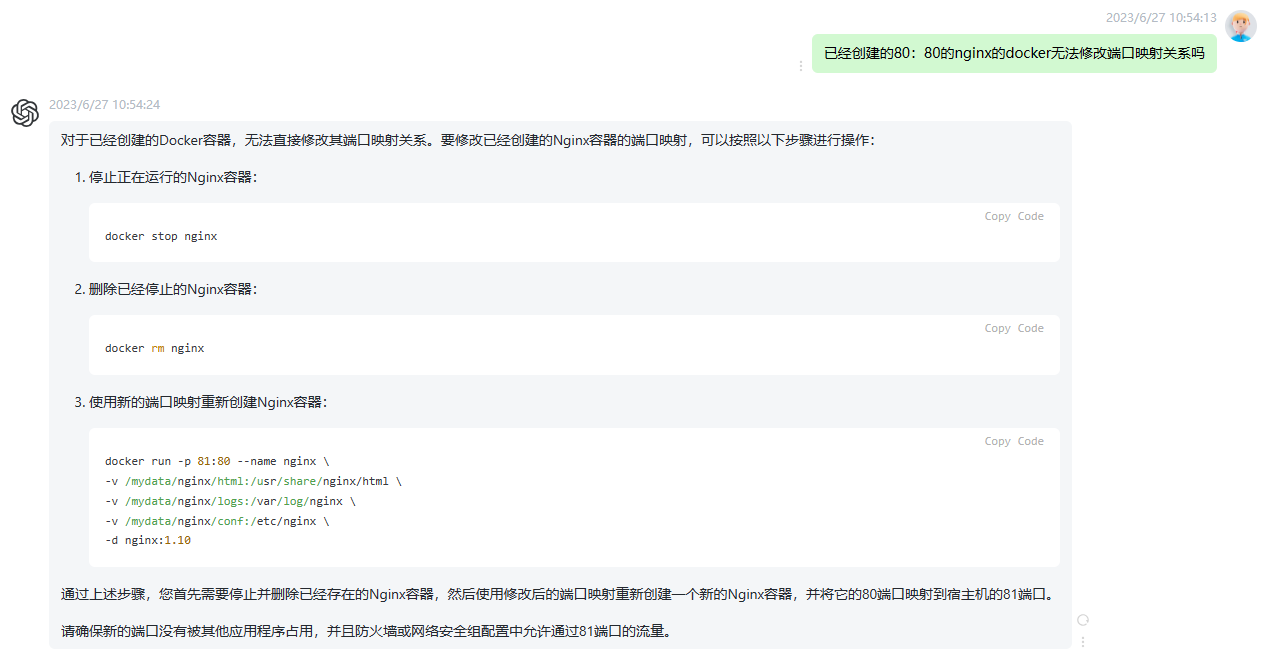 2023/6/27 10:54:13
已经创建的80：80的nginx的docker无法修改端口映射关系吗
2023/6/27 10:54:24
对于已经创建的Docker容器，无法直接修改其端口映射关系。要修改已经创建的Nginx容器的端口映射，可以按照以下步骤进行操作：
1. 停止正在运行的Nginx容器：
Copy Code
docker stop nginx
2. 删除已经停止的Nginx容器：
Copy Code
docker rm nginx
3. 使用新的端口映射重新创建Nginx容器：
Copy Code
docker run -p 81:80 --name nginx \
-v /mydata/nginx/html:/usr/share/nginx/html \
-v /mydata/nginx/logs:/var/log/nginx \
-v /mydata/nginx/conf:/etc/nginx \
-d nginx:1.10
通过上述步骤，您首先需要停止并删除已经存在的Nginx容器，然后使用修改后的端口映射重新创建一个新的Nginx容器，并将它的80端口映射到宿主机的81端口。
请确保新的端口没有被其他应用程序占用，并且防火墙或网络安全组配置中允许通过81端口的流量。